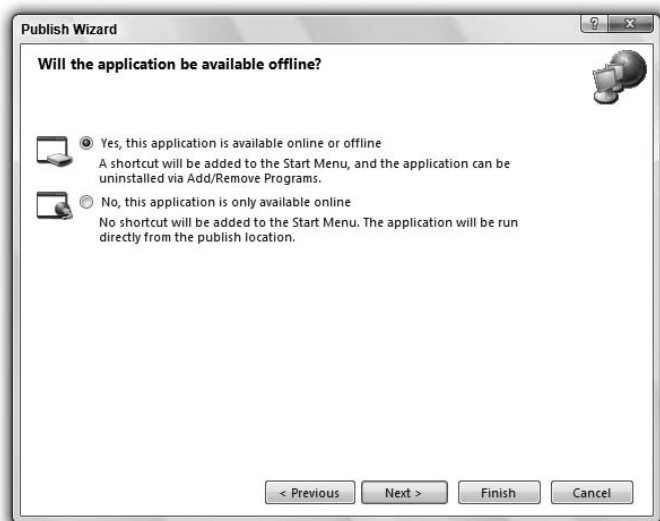 Publish Wizard
Will the application be available offline?
Yes, this application is available online or offline
A shortcut will be added to the Start Menu, and the application can be
uninstalled via Add/Remove Programs.
No, this application is only available online
No shortcut will be added to the Start Menu. The application will be run
directly from the publish location.
< Previous Next > Finish Cancel